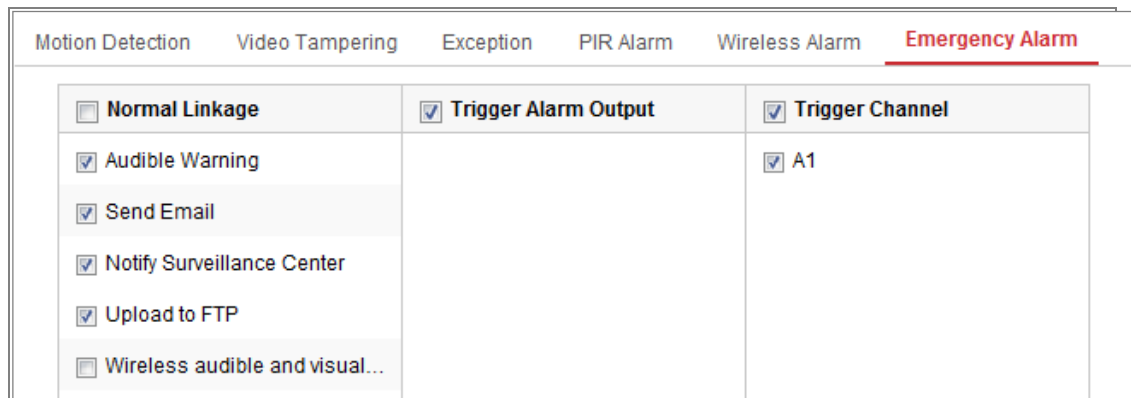 Motion Detection Video Tampering Exception PIR Alarm Wireless Alarm Emergency Alarm
Normal Linkage Trigger Alarm Output Trigger Channel
Audible Warning A1
Send Email
Notify Surveillance Center
Upload to FTP
Wireless audible and visual...